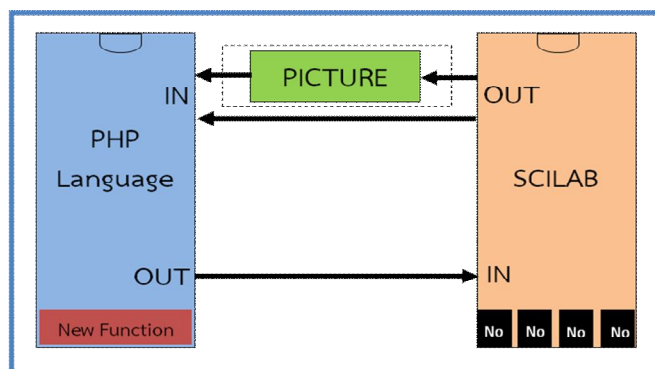 PICTURE
IN
OUT
PHP
Language
SCILAB
OUT
IN
New Function
No No No No